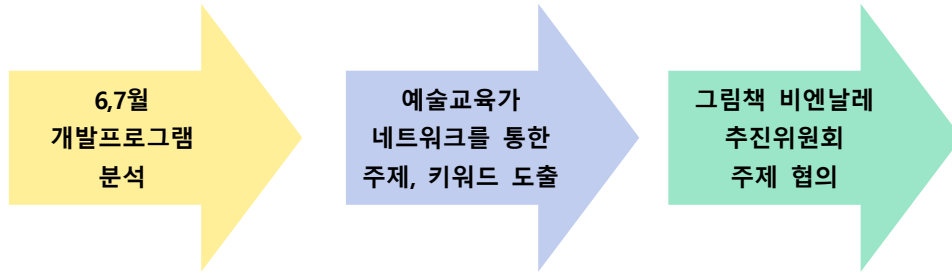 6,7월
개발프로그램
분석
예술교육가
네트워크를 통한
주제, 키워드 도출
그림책 비엔날레
추진위원회
주제 협의